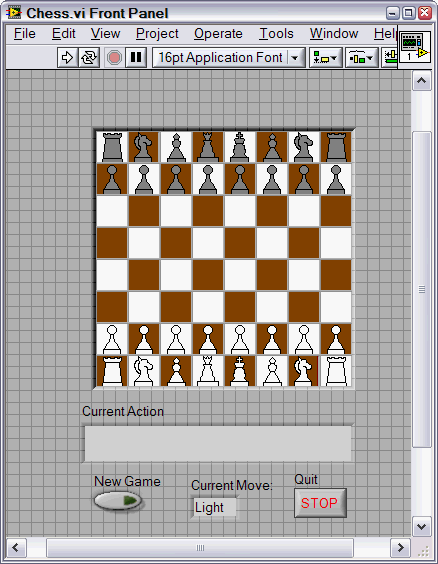 Chess.vi Front Panel
File Edit View Project Operate Tools Window
16pt Application Font
1
Current Action
New Game
Current Move:
Light
Quit
STOP